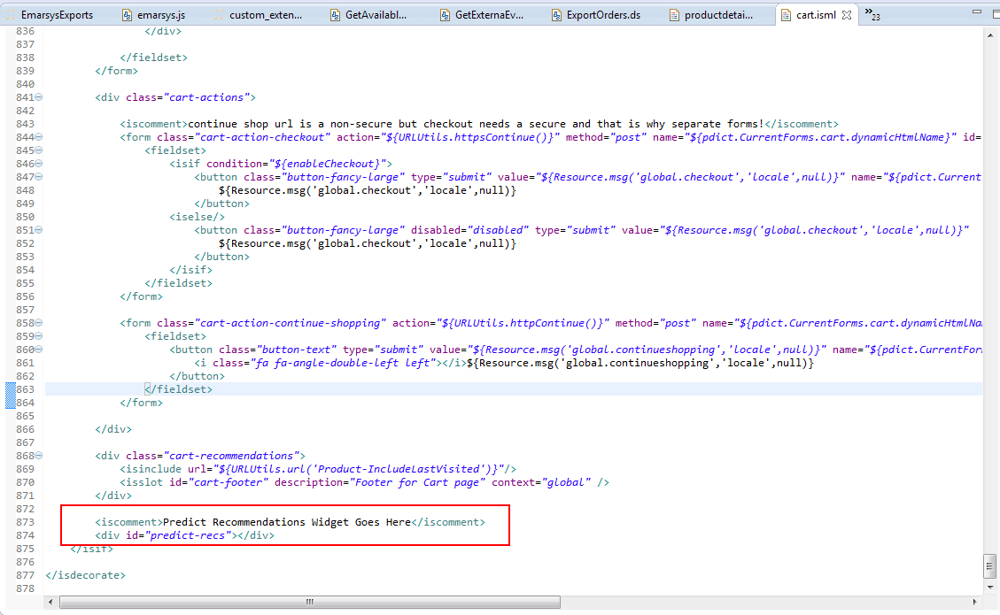 EmarsysExports emarsys.js custom_exten... GetAvailabl... GetExternaEv... ExportOrders.ds productdetai... cart.isml »23
836 </div>
837
838 </fieldset>
839 </form>
840
841 <div class="cart-actions">
842
843 <iscomment>continue shop url is a non-secure but checkout needs a secure and that is why separate forms!</iscomment>
844 <form class="cart-action-checkout" action="${URLUtils.httpsContinue()}" method="post" name="${pdict.CurrentForms.cart.dynamicHtmlName}" id=
845 <fieldset>
846 <isif condition="${enableCheckout}">
847 <button class="button-fancy-large" type="submit" value="${Resource.msg('global.checkout','locale',null)}" name="${pdict.Current
848 ${Resource.msg('global.checkout','locale',null)}
849 </button>
850 <iselse/>
851 <button class="button-fancy-large" disabled="disabled" type="submit" value="${Resource.msg('global.checkout','locale',null)}"
852 ${Resource.msg('global.checkout','locale',null)}
853 </button>
854 </isif>
855 </fieldset>
856 </form>
857
858 <form class="cart-action-continue-shopping" action="${URLUtils.httpContinue()}" method="post" name="${pdict.CurrentForms.cart.dynamicHtmlNa
859 <fieldset>
860 <button class="button-text" type="submit" value="${Resource.msg('global.continueshopping','locale',null)}" name="${pdict.CurrentFor
861 <i class="fa fa-angle-double-left left"></i>${Resource.msg('global.continueshopping','locale',null)}
862 </button>
863 </fieldset>
864 </form>
865
866 </div>
867
868 <div class="cart-recommendations">
869 <isinclude url="${URLUtils.url('Product-IncludeLastVisited')}"/>
870 <isslot id="cart-footer" description="Footer for Cart page" context="global" />
871 </div>
872
873 <iscomment>Predict Recommendations Widget Goes Here</iscomment>
874 <div id="predict-recs"></div>
875 </isif>
876
877 </isdecorate>
878